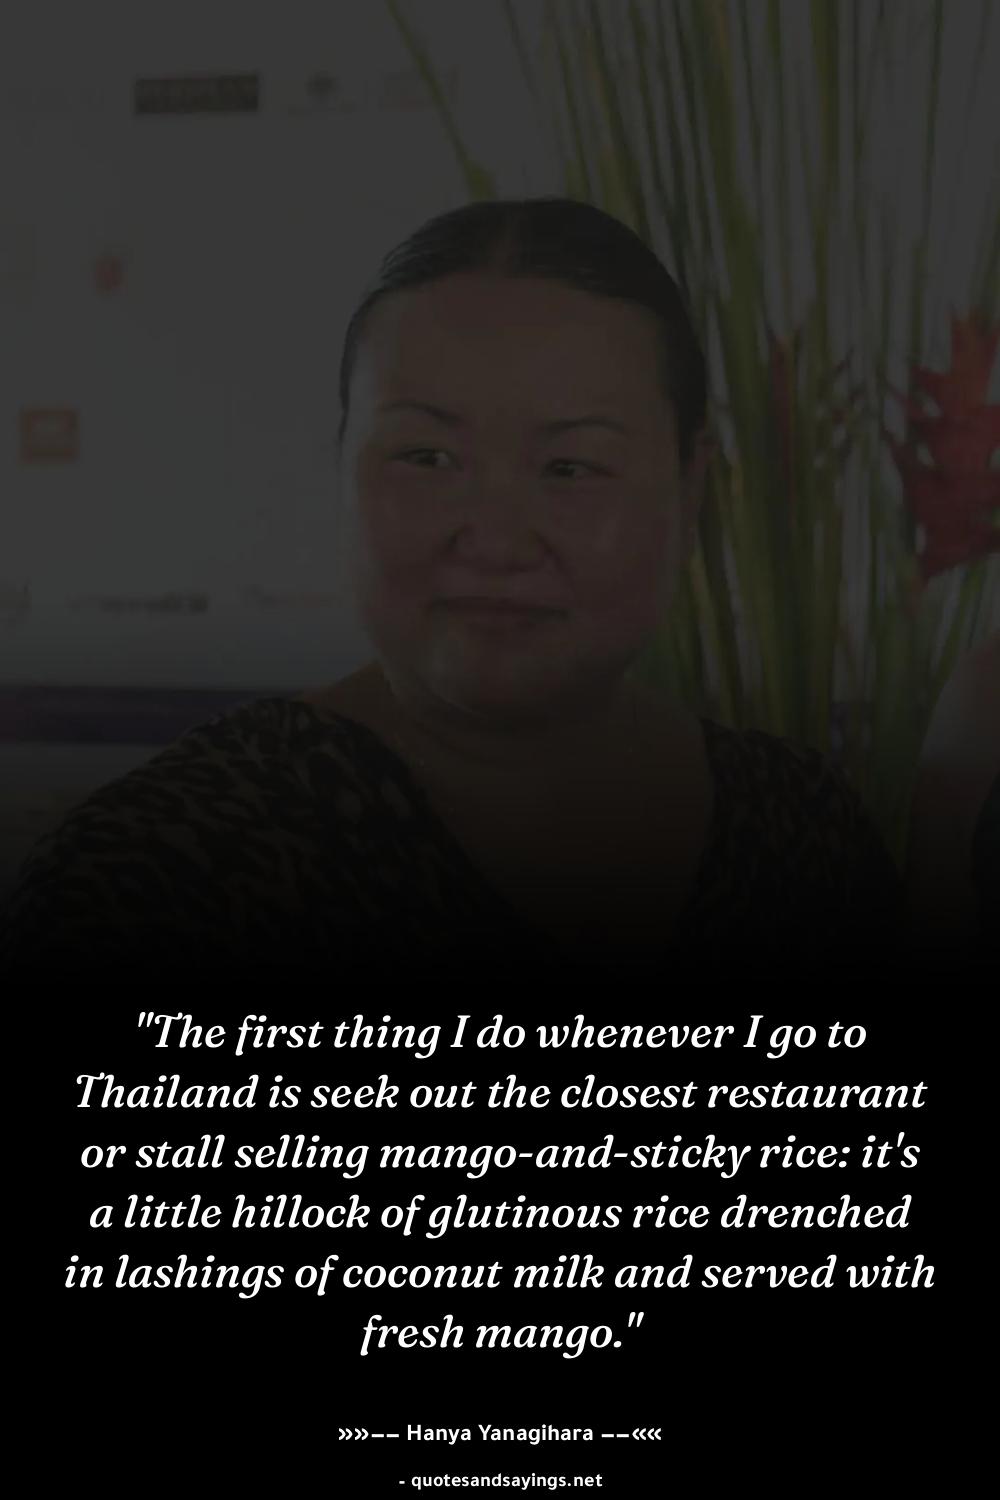 "The first thing I do whenever I go to
Thailand is seek out the closest restaurant
or stall selling mango-and-sticky rice: it's
a little hillock of glutinous rice drenched
in lashings of coconut milk and served with
fresh mango."
»»−− Hanya Yanagihara −−««
- quotesandsayings.net